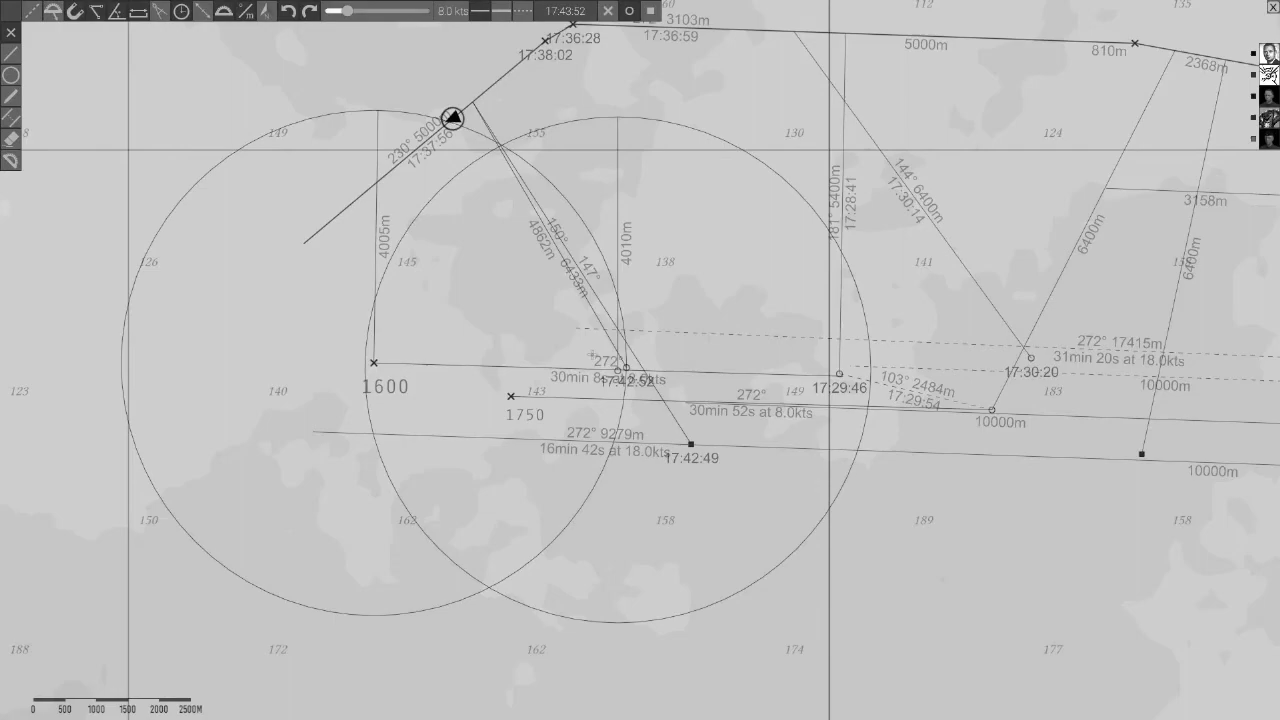 8.0 kts
17:43:52
X
60
112
135
3103m
17:36:28
17:36:59
17:38:02
5000m
810m
2368m
8
149
155
130
124
230° 5000
17:37:56
144° 6400m
17:30:14
181° 5400m
17:28:41
3158m
4005m
4010m
150°
4862m
147°
6433m
6400m
6400m
126
145
138
141
272° 17415m
31min 20s at 18.0kts
272°
17:42:52
17:30:20
17:29:46
103° 2484m
17:29:54
10000m
1600
123
140
143
149
183
272°
30min 52s at 8.0kts
1750
10000m
272° 9279m
16min 42s at 18.0kts
17:42:49
10000m
150
162
158
189
158
188
172
162
174
177
0 500 1000 1500 2000 2500M